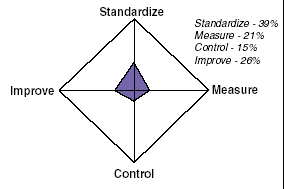 Standardize
Standardize - 39%
Measure - 21%
Control - 15%
Improve - 26%
Improve
Measure
Control